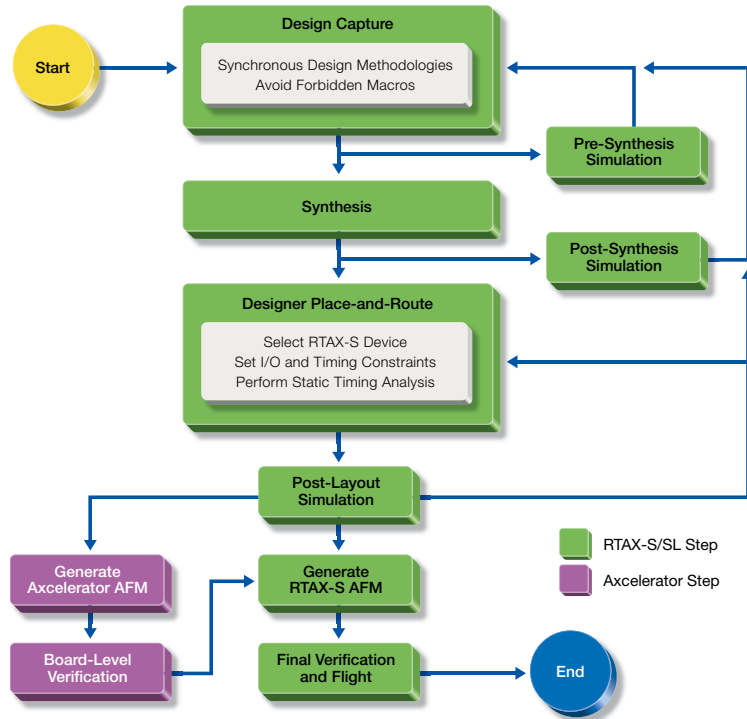 Design Capture
Start
Synchronous Design Methodologies
Avoid Forbidden Macros
Pre-Synthesis
Simulation
Synthesis
Post-Synthesis
Simulation
Designer Place-and-Route
Select RTAX-S Device
Set I/O and Timing Constraints
Perform Static Timing Analysis
Post-Layout
Simulation
RTAX-S/SL Step
Axcelerator Step
Generate
Axcelerator AFM
Generate
RTAX-S AFM
Board-Level
Verification
Final Verification
and Flight
End